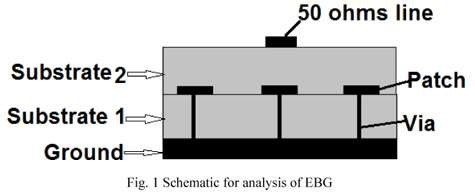 50 ohms line
Substrate 2
Patch
Substrate 1
Via
Ground
Fig. 1 Schematic for analysis of EBG